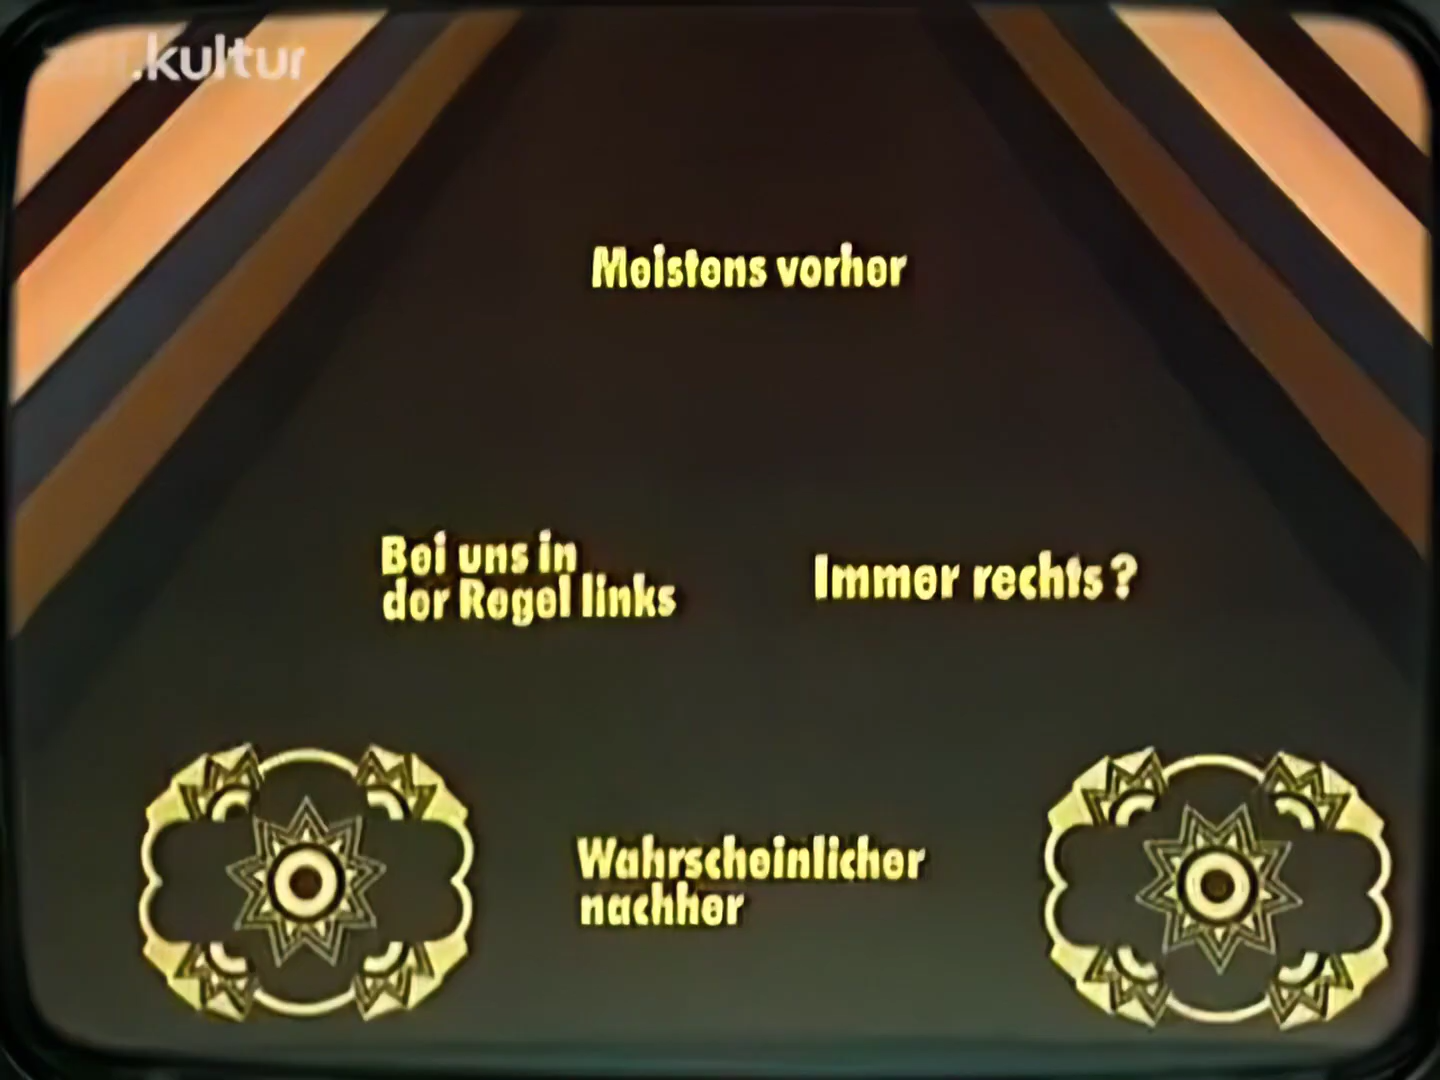 .kultur
Meistens vorher
Bei uns in
der Regel links
Immer rechts?
Wahrscheinlicher
nachher